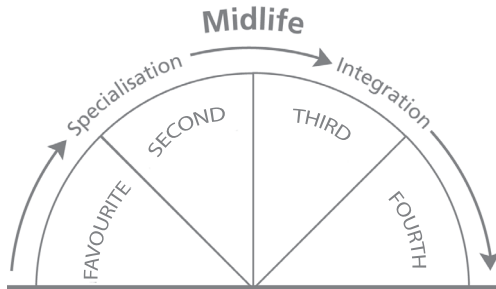 Midlife
Specialisation
Integration
SECOND
THIRD
FAVOURITE
FOURTH